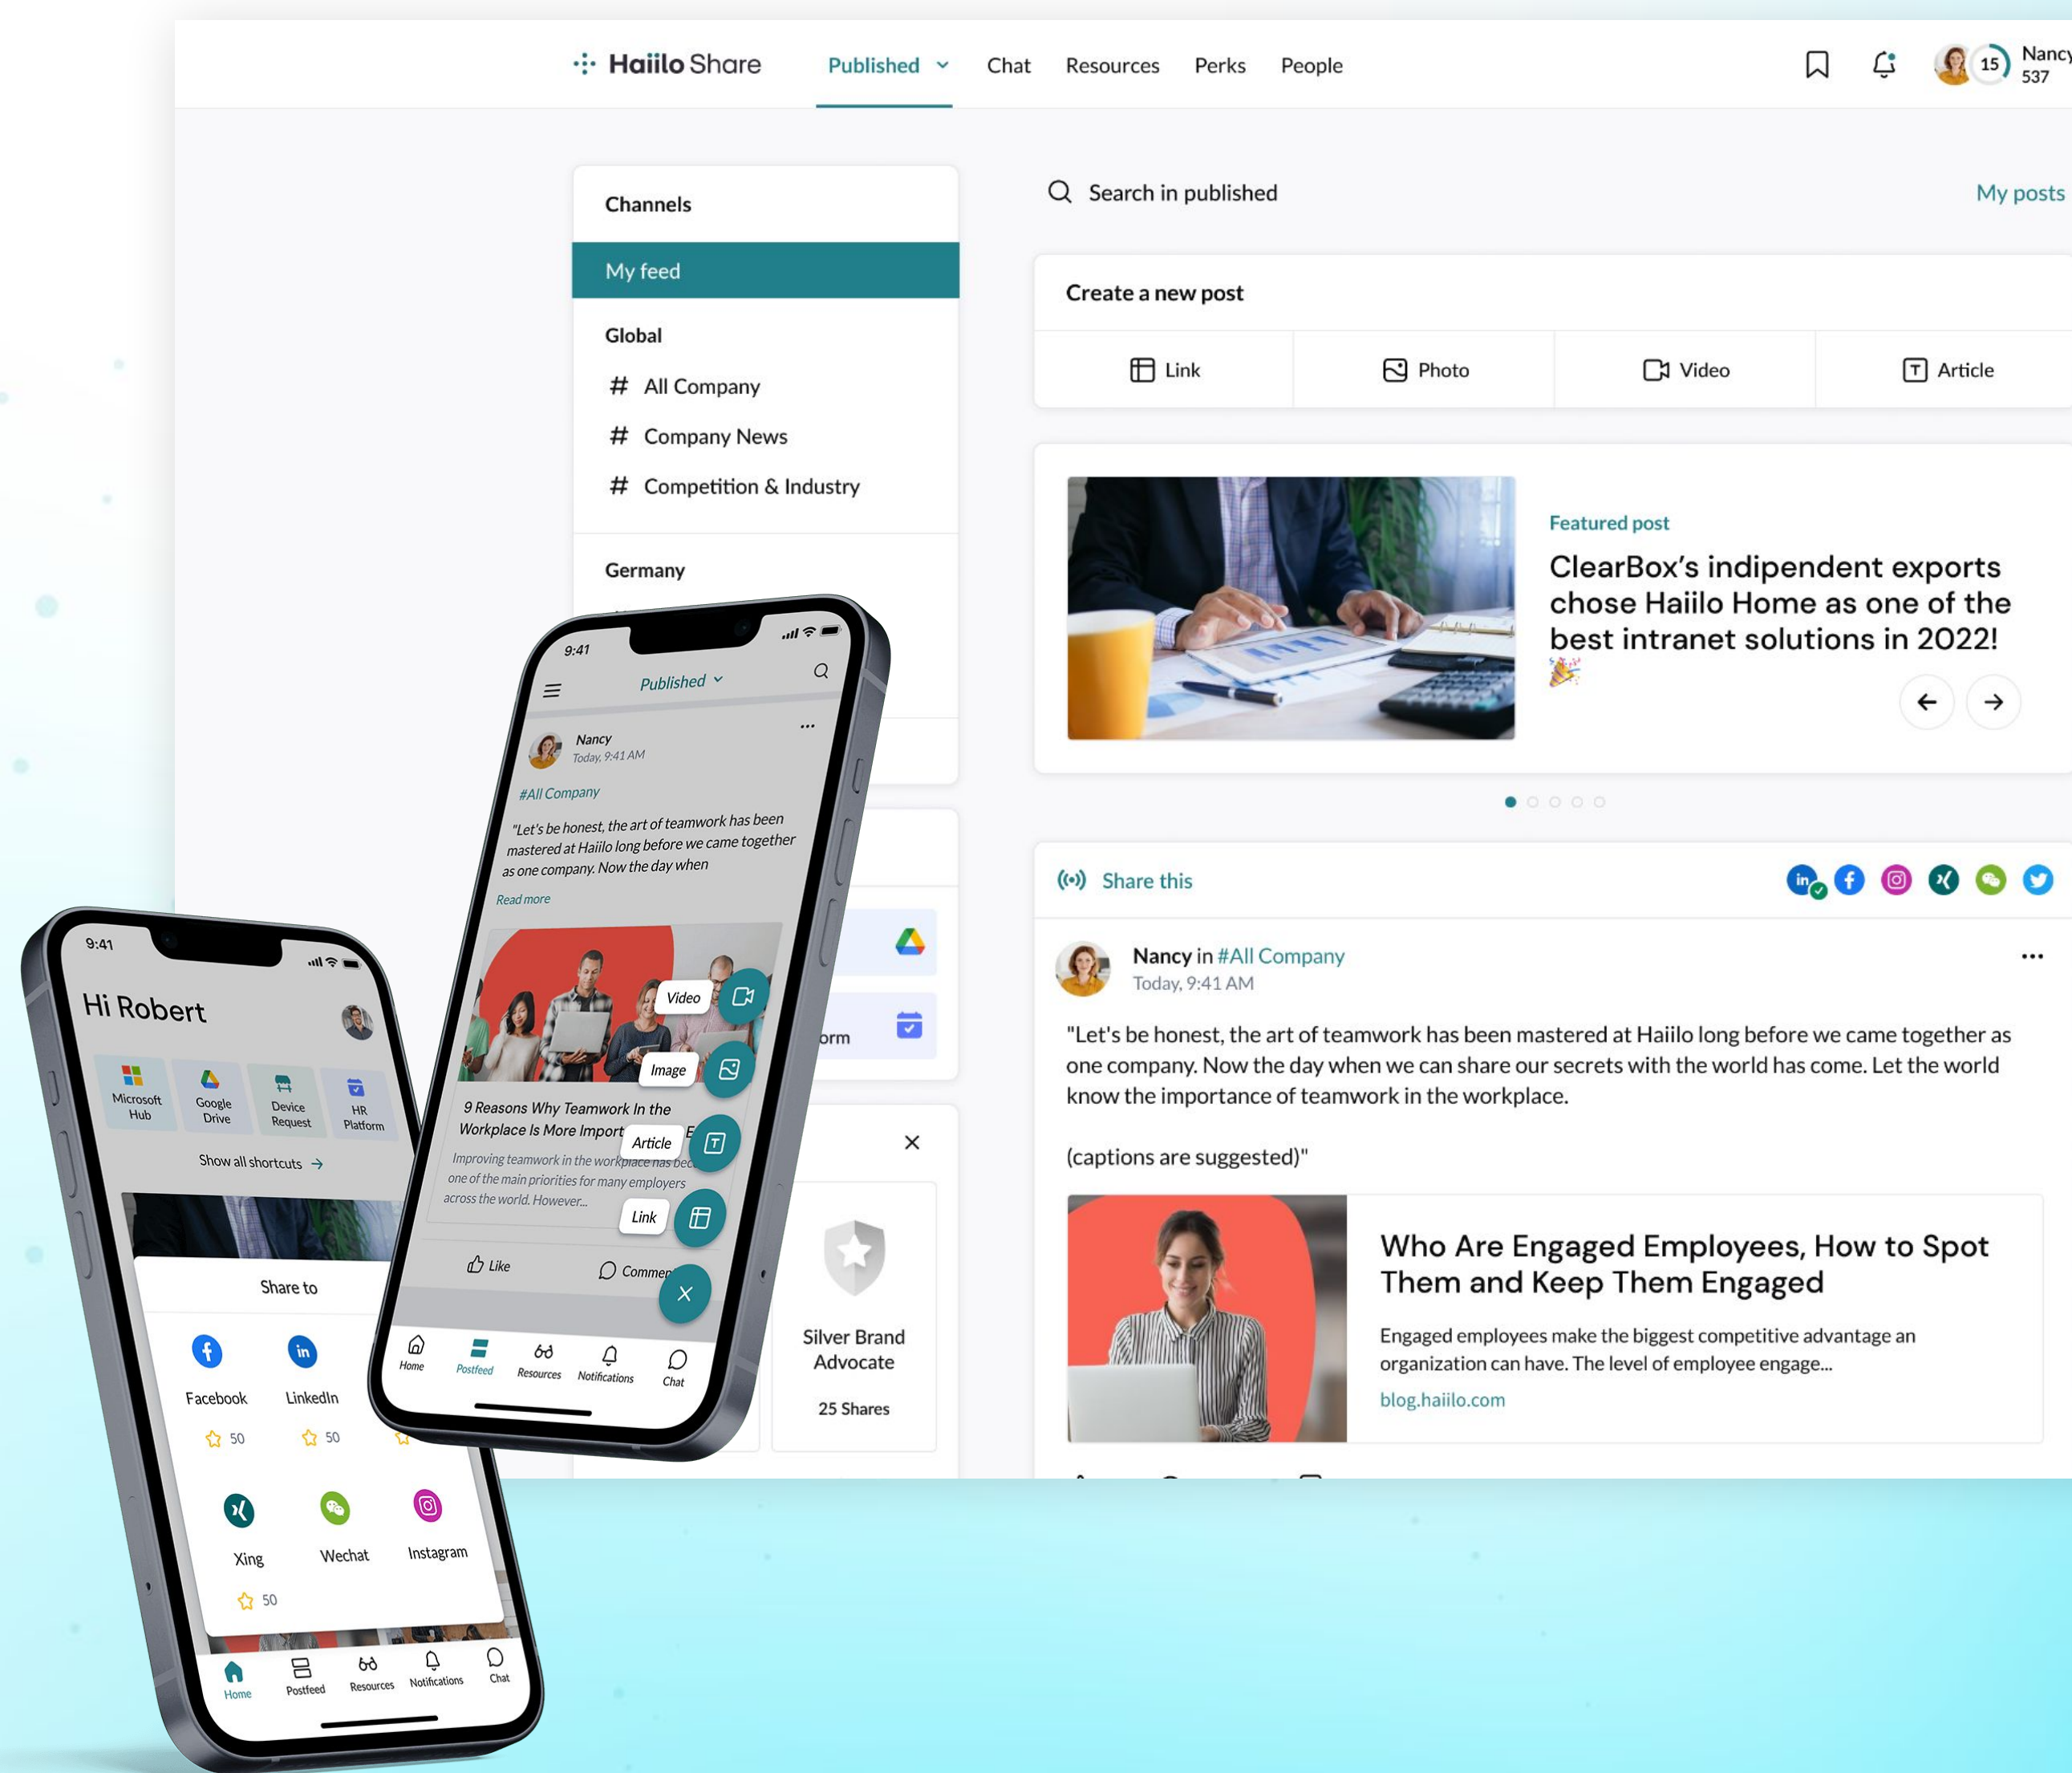 Haiilo Share
Published
Chat
Resources
Perks
People
15
Nancy
537
Channels
My feed
Global
# All Company
# Company News
# Competition & Industry
Germany
Search in published
My posts
Create a new post
Link
Photo
Video
Article
Featured post
ClearBox's indipendent exports
chose Haiilo Home as one of the
best intranet solutions in 2022!
Share this
Nancy in #All Company
Today, 9:41 AM
"Let's be honest, the art of teamwork has been mastered at Haiilo long before we came together as
one company. Now the day when we can share our secrets with the world has come. Let the world
know the importance of teamwork in the workplace.
(captions are suggested)"
Who Are Engaged Employees, How to Spot
Them and Keep Them Engaged
Engaged employees make the biggest competitive advantage an
organization can have. The level of employee engage...
blog.haiilo.com
orm
Silver Brand
Advocate
25 Shares
9:41
Published
Nancy
Today, 9:41 AM
#All Company
"Let's be honest, the art of teamwork has been
mastered at Haiilo long before we came together
as one company. Now the day when
Read more
Video
Image
9 Reasons Why Teamwork In the
Workplace Is More Import
Article
Improving teamwork in the workplace has bec
one of the main priorities for many employers
across the world. However...
Link
Like
Commen
Home
Postfeed
Resources
Notifications
Chat
9:41
Hi Robert
Microsoft
Hub
Google
Drive
Device
Request
HR
Platform
Show all shortcuts
Share to
Facebook
LinkedIn
50
50
Xing
Wechat
Instagram
50
Home
Postfeed
Resources
Notifications
Chat